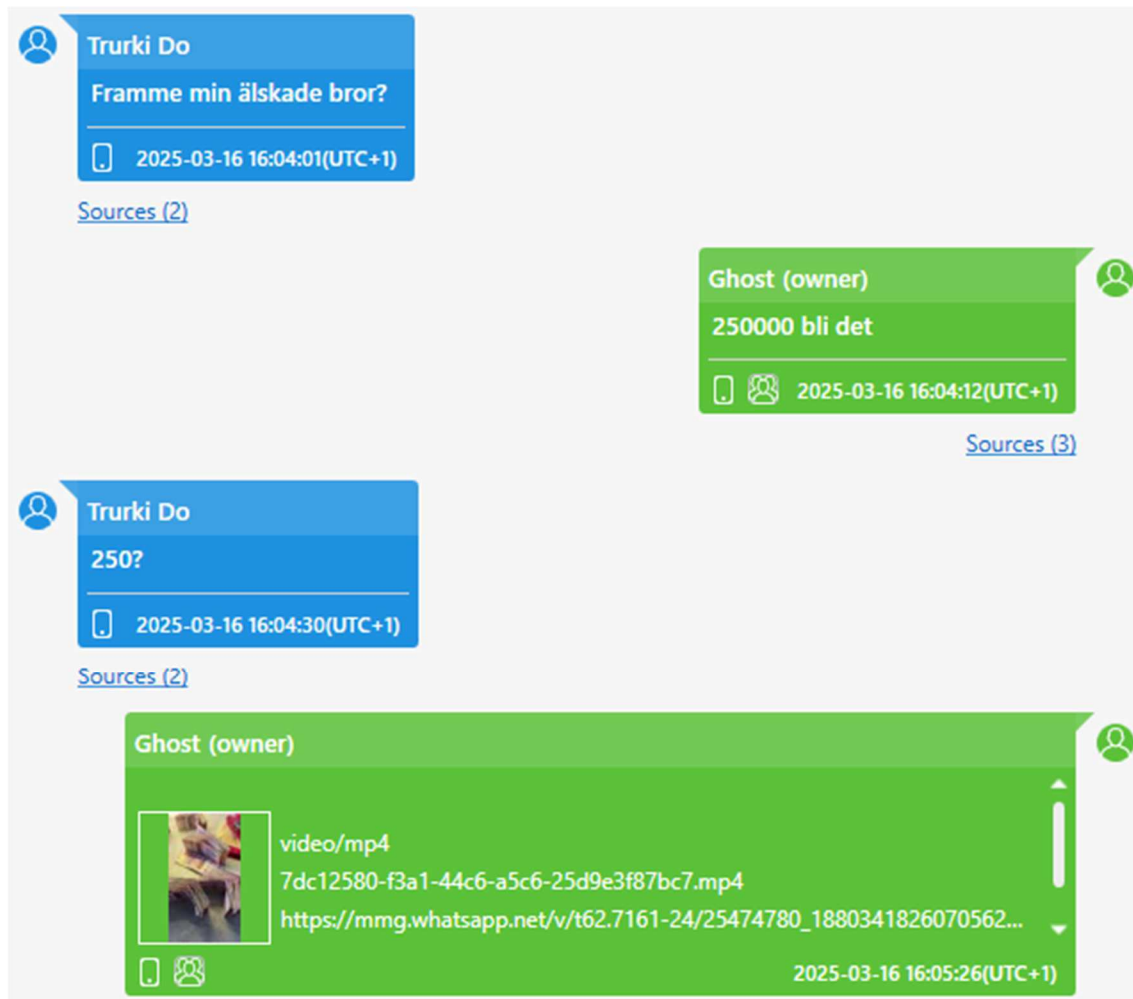 Trurki Do
Framme min älskade bror?
2025-03-16 16:04:01(UTC+1)
Sources (2)
Ghost (owner)
250000 bli det
2025-03-16 16:04:12(UTC+1)
Sources (3)
Trurki Do
250?
2025-03-16 16:04:30(UTC+1)
Sources (2)
Ghost (owner)
video/mp4
7dc12580-f3a1-44c6-a5c6-25d9e3f87bc7.mp4
https://mmg.whatsapp.net/v/t62.7161-24/25474780_1880341826070562...
2025-03-16 16:05:26(UTC+1)